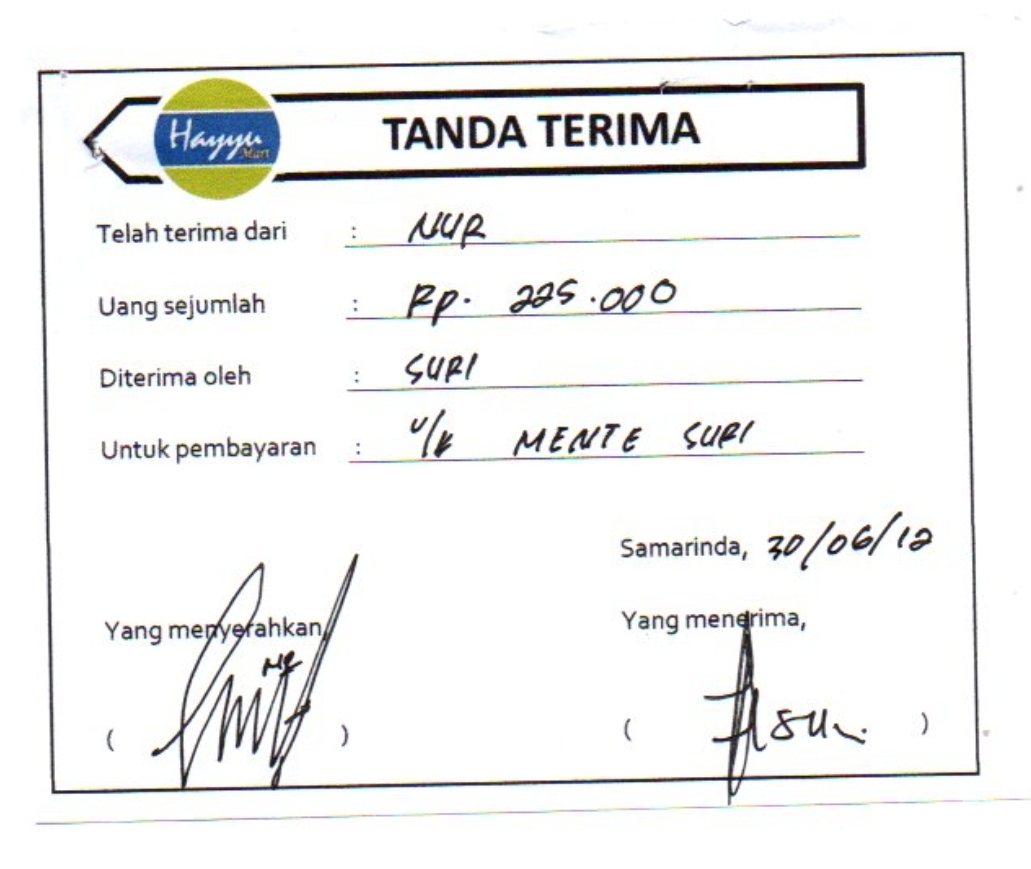 Hayyu
Mart
TANDA TERIMA
Telah terima dari : NUR
Uang sejumlah : Rp. 225.000
Diterima oleh : SURI
Untuk pembayaran : U/K MENTE SURI
Samarinda, 30/06/12
Yang menyerahkan, Yang menerima,
( ) ( )